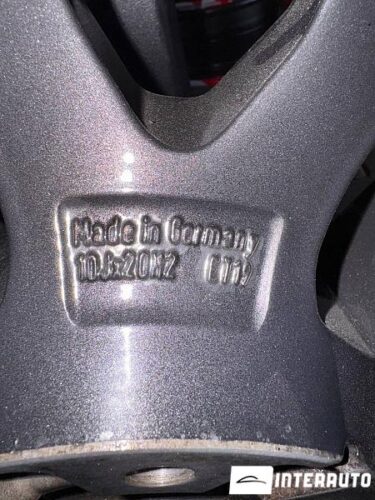 Made in Germany
10Jx20H2 ET19
INTERAUTO